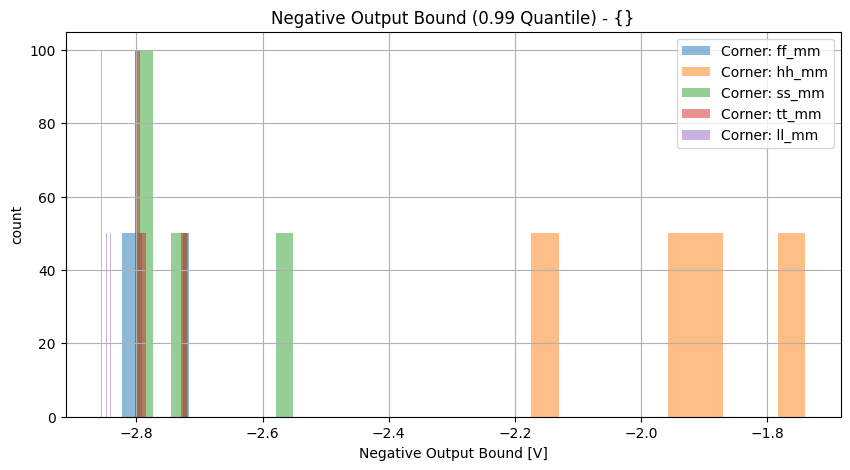 Negative Output Bound (0.99 Quantile) - {}
Corner: ff_mm
Corner: hh_mm
Corner: ss_mm
Corner: tt_mm
Corner: ll_mm
100
80
60
40
20
0
count
−2.8 −2.6 −2.4 −2.2 −2.0 −1.8
Negative Output Bound [V]